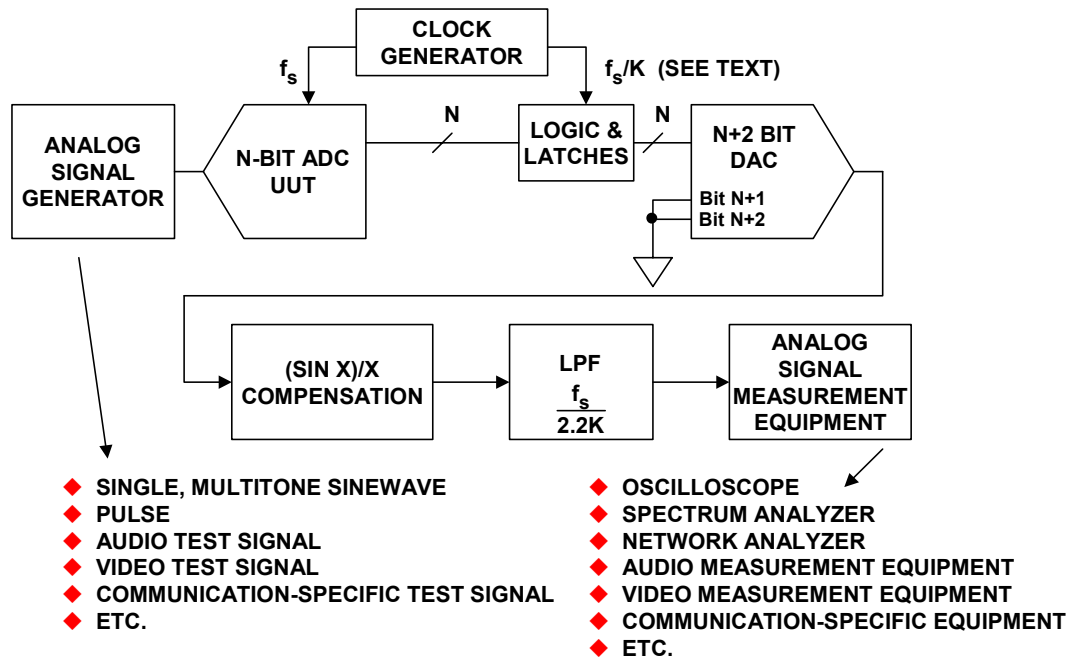 CLOCK
GENERATOR
fs
fs/K (SEE TEXT)
ANALOG
SIGNAL
GENERATOR
N-BIT ADC
UUT
N
LOGIC &
LATCHES
N
N+2 BIT
DAC
Bit N+1
Bit N+2
(SIN X)/X
COMPENSATION
LPF
fs
2.2K
ANALOG
SIGNAL
MEASUREMENT
EQUIPMENT
SINGLE, MULTITONE SINEWAVE
PULSE
AUDIO TEST SIGNAL
VIDEO TEST SIGNAL
COMMUNICATION-SPECIFIC TEST SIGNAL
ETC.
OSCILLOSCOPE
SPECTRUM ANALYZER
NETWORK ANALYZER
AUDIO MEASUREMENT EQUIPMENT
VIDEO MEASUREMENT EQUIPMENT
COMMUNICATION-SPECIFIC EQUIPMENT
ETC.